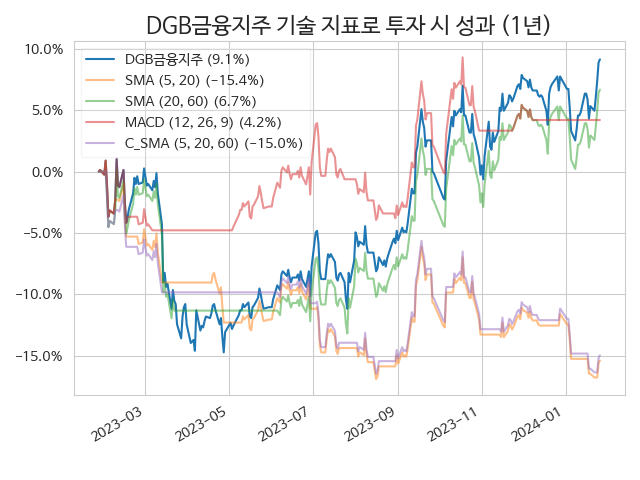 DGB금융지주 기술 지표로 투자 시 성과 (1년)
10.0%
5.0%
0.0%
−5.0%
−10.0%
−15.0%
DGB금융지주 (9.1%)
SMA (5, 20) (-15.4%)
SMA (20, 60) (6.7%)
MACD (12, 26, 9) (4.2%)
C_SMA (5, 20, 60) (-15.0%)
2023-03
2023-05
2023-07
2023-09
2023-11
2024-01